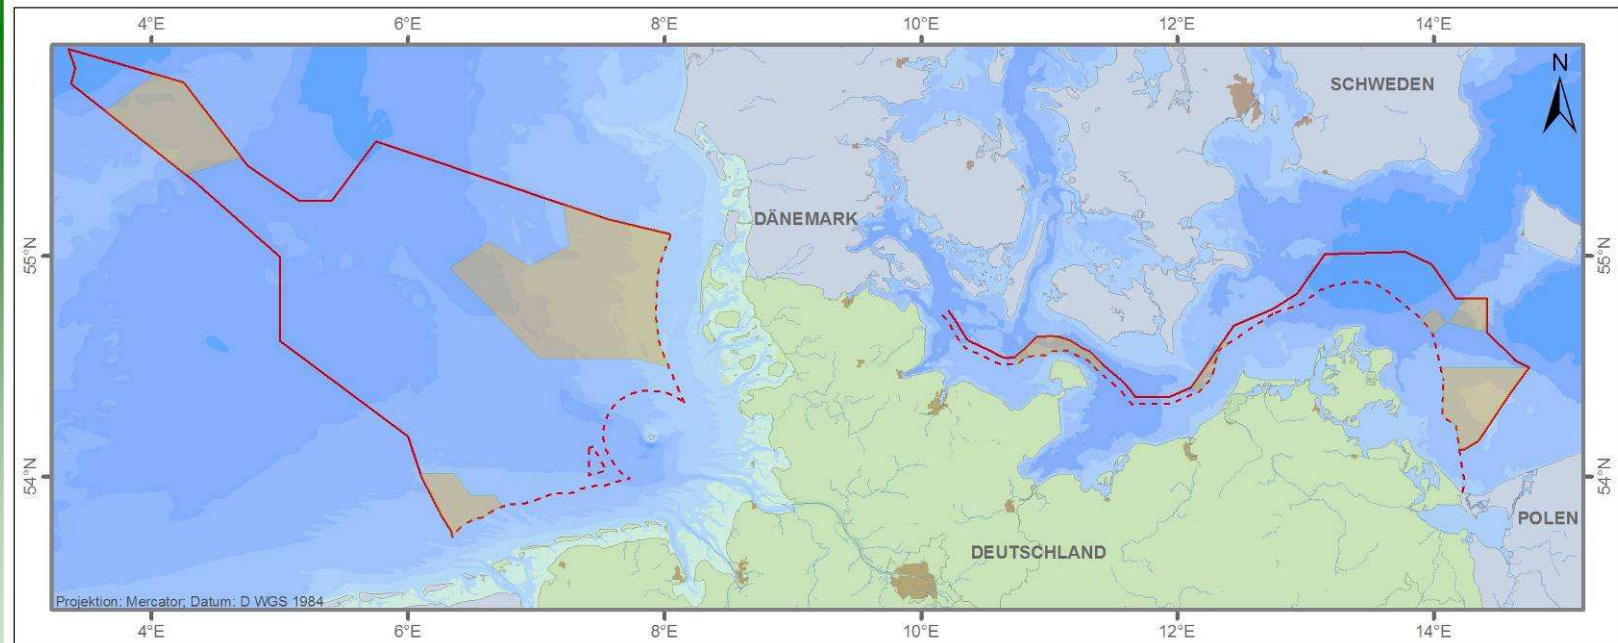 4°E 6°E 8°E 10°E 12°E 14°E
N
SCHWEDEN
DÄNEMARK
55°N 55°N
54°N 54°N
POLEN
DEUTSCHLAND
Projektion: Mercator; Datum: D WGS 1984
4°E 6°E 8°E 10°E 12°E 14°E